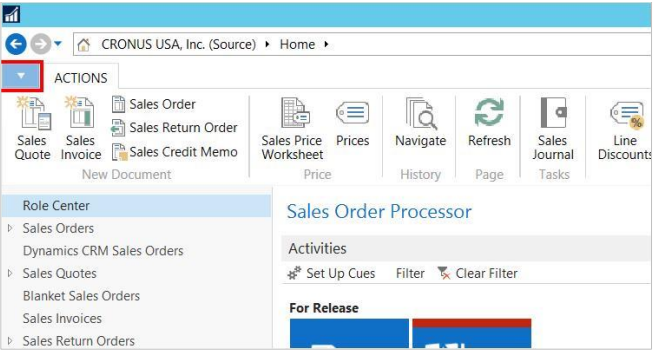 CRONUS USA, Inc. (Source) Home
ACTIONS
Sales Quote
Sales Invoice
Sales Order
Sales Return Order
Sales Credit Memo
Sales Price Worksheet
Prices
Navigate
Refresh
Sales Journal
Line Discounts
New Document
Price
History
Page
Tasks
Role Center
Sales Orders
Dynamics CRM Sales Orders
Sales Quotes
Blanket Sales Orders
Sales Invoices
Sales Return Orders
Sales Order Processor
Activities
Set Up Cues Filter Clear Filter
For Release